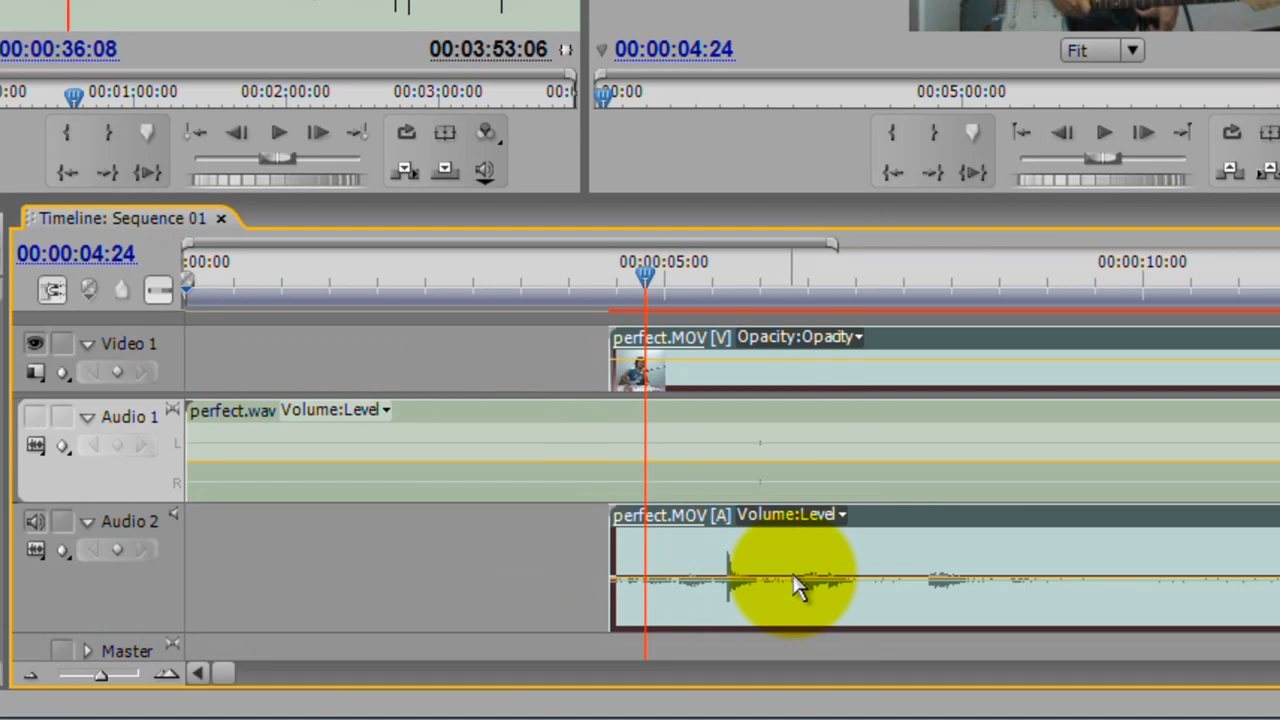 00:00:36:08
00:03:53:06
00:00:04:24
Fit
:00
00:01:00:00
00:02:00:00
00:03:00:00
00:0
00:00
00:05:00:00
Timeline: Sequence 01
00:00:04:24
:00:00
00:00:05:00
00:00:10:00
Video 1
perfect.MOV [V] Opacity:Opacity
Audio 1
perfect.wav Volume:Level
L
R
Audio 2
perfect.MOV [A] Volume:Level
Master